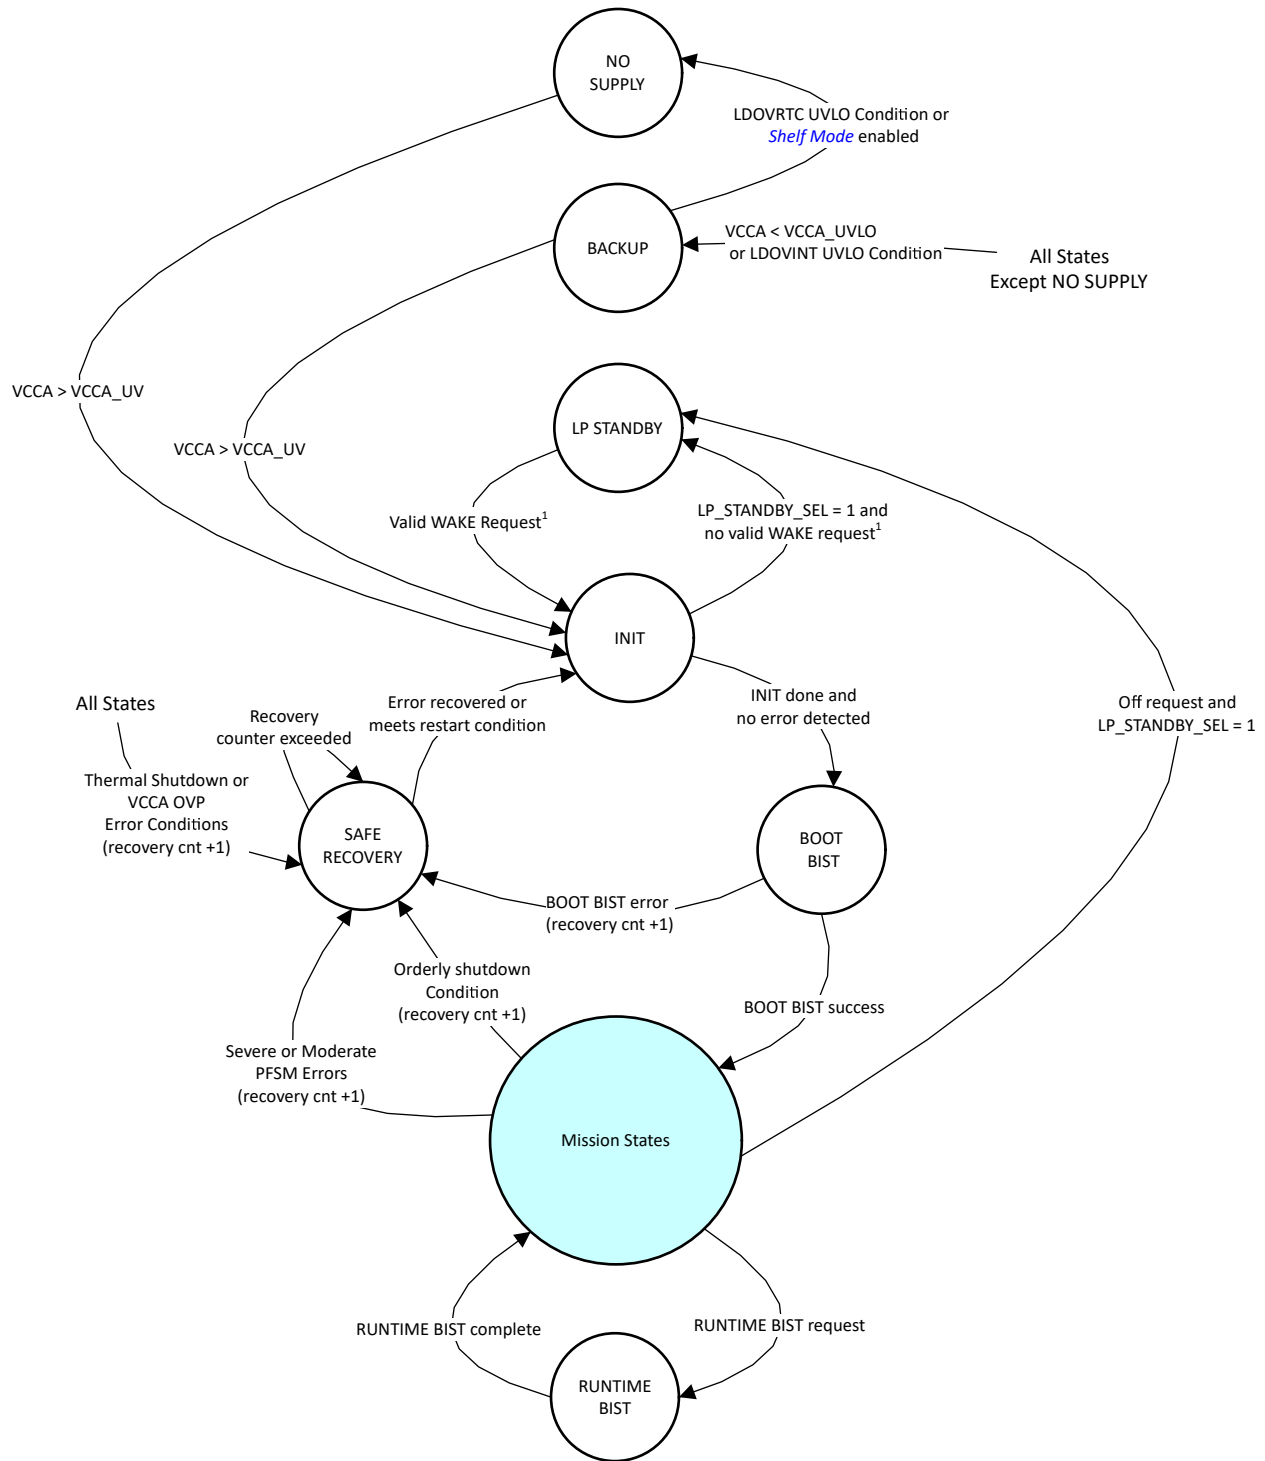 NO
SUPPLY
LDOVRTC UVLO Condition or
Shelf Mode enabled
BACKUP
VCCA < VCCA_UVLO
or LDOVINT UVLO Condition
All States
Except NO SUPPLY
VCCA > VCCA_UV
VCCA > VCCA_UV
LP STANDBY
Valid WAKE Request1
LP_STANDBY_SEL = 1 and
no valid WAKE request1
INIT
All States
Recovery
counter exceeded
Error recovered or
meets restart condition
INIT done and
no error detected
Off request and
LP_STANDBY_SEL = 1
Thermal Shutdown or
VCCA OVP
Error Conditions
(recovery cnt +1)
SAFE
RECOVERY
BOOT
BIST
BOOT BIST error
(recovery cnt +1)
Orderly shutdown
Condition
(recovery cnt +1)
BOOT BIST success
Severe or Moderate
PFSM Errors
(recovery cnt +1)
Mission States
RUNTIME BIST complete
RUNTIME BIST request
RUNTIME
BIST